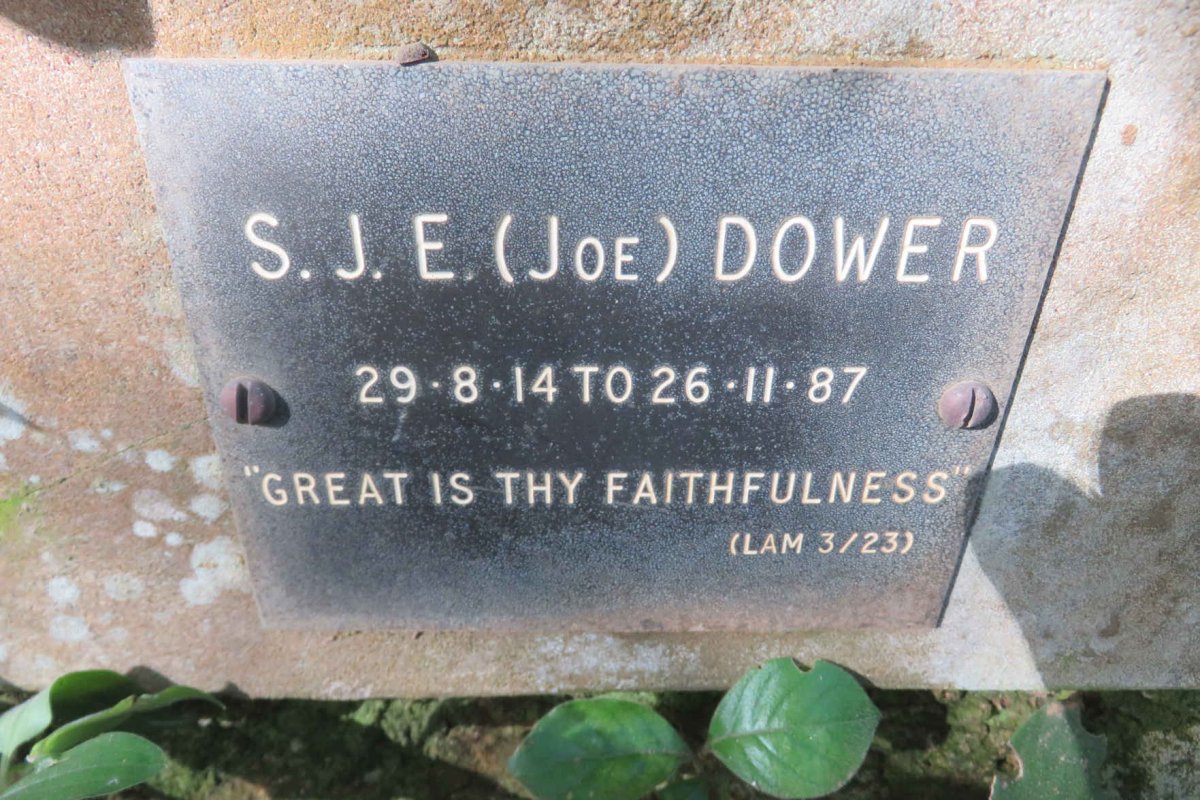 S. J. E. (JOE) DOWER
29·8·14 TO 26·11·87
"GREAT IS THY FAITHFULNESS"
(LAM 3/23)